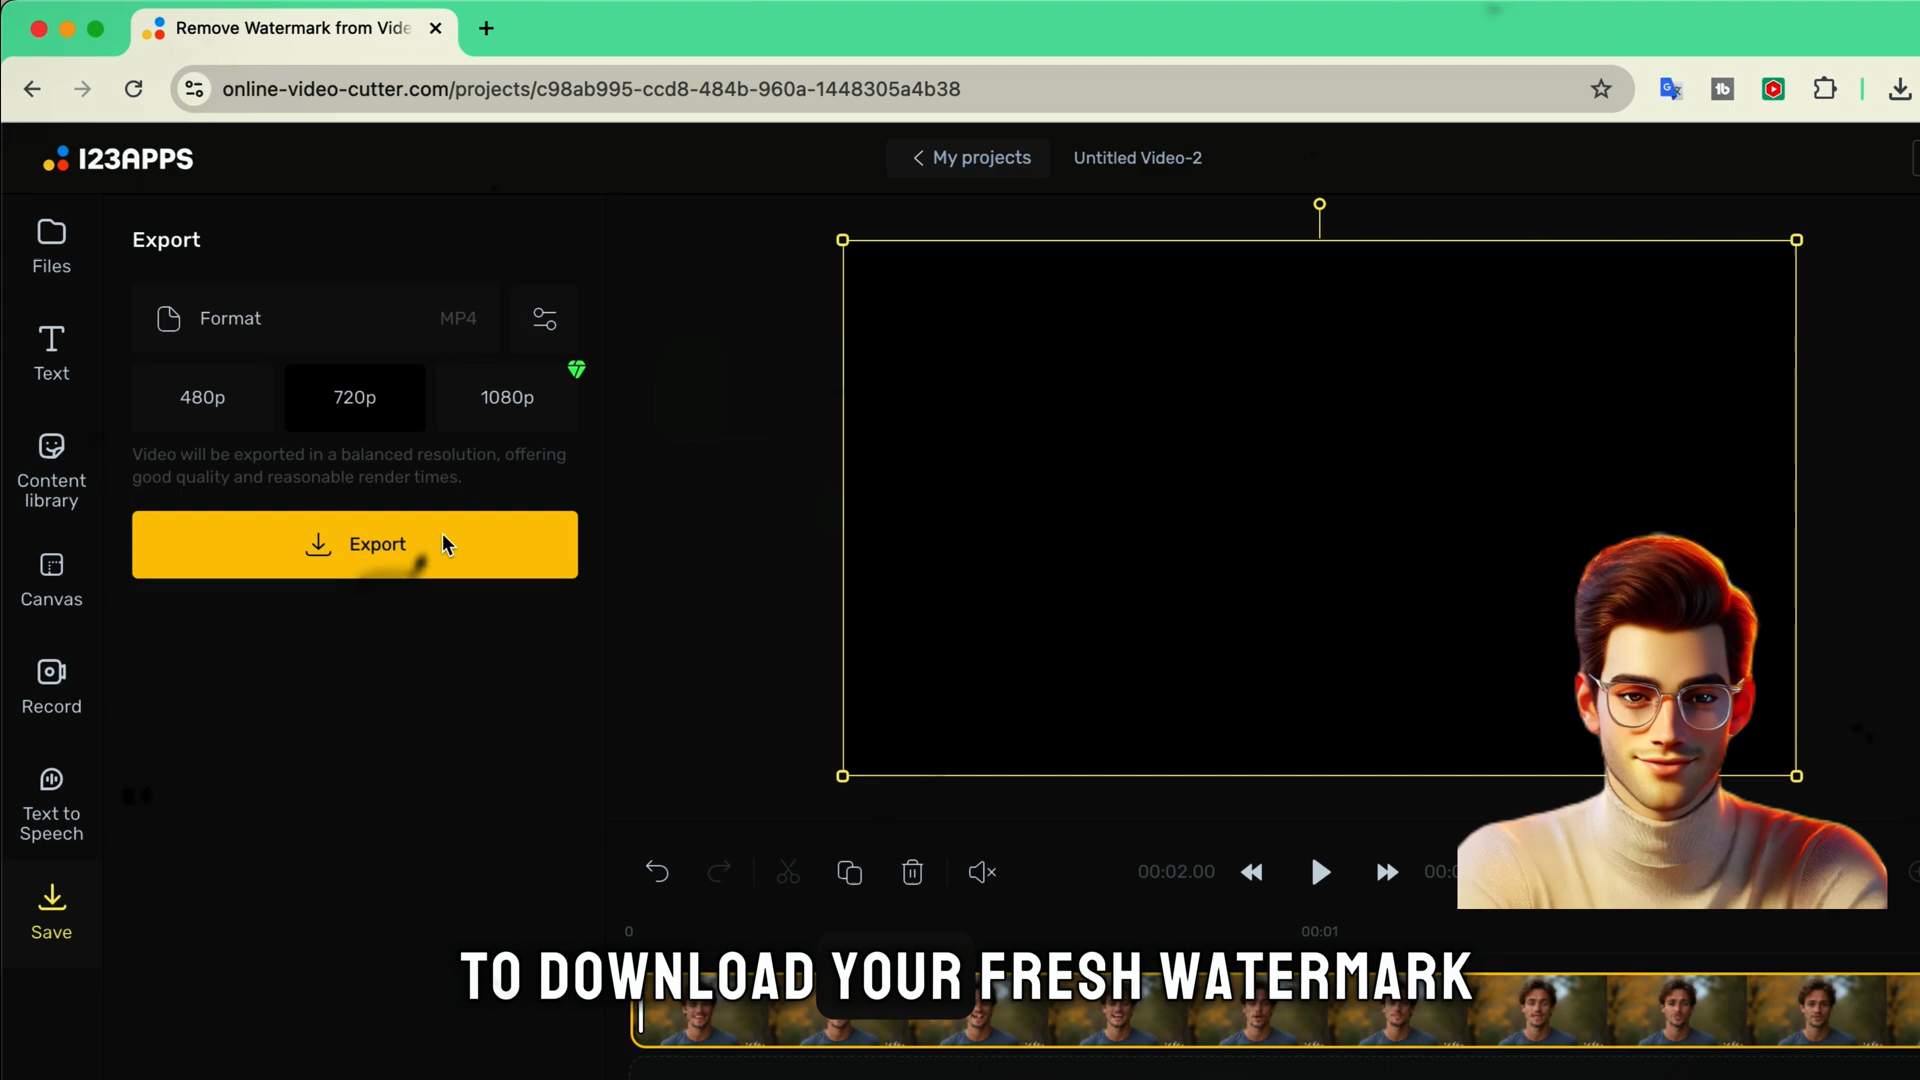 Remove Watermark from Vide
online-video-cutter.com/projects/c98ab995-ccd8-484b-960a-1448305a4b38
123APPS
My projects
Untitled Video-2
Files
Text
Content
library
Canvas
Record
Text to
Speech
Save
Export
Format
MP4
480p
720p
1080p
Video will be exported in a balanced resolution, offering
good quality and reasonable render times.
Export
00:02.00
00:0
0
00:01
TO DOWNLOAD YOUR FRESH WATERMARK